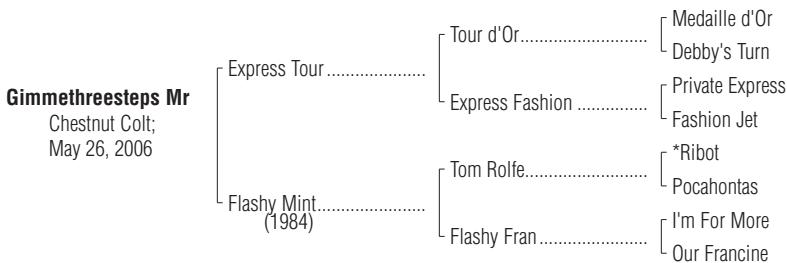 Medaille d'Or
Tour d'Or
Debby's Turn
Express Tour
Private Express
Express Fashion
Fashion Jet
Gimmethreesteps Mr
Chestnut Colt;
May 26, 2006
*Ribot
Tom Rolfe
Pocahontas
Flashy Mint
(1984)
I'm For More
Flashy Fran
Our Francine